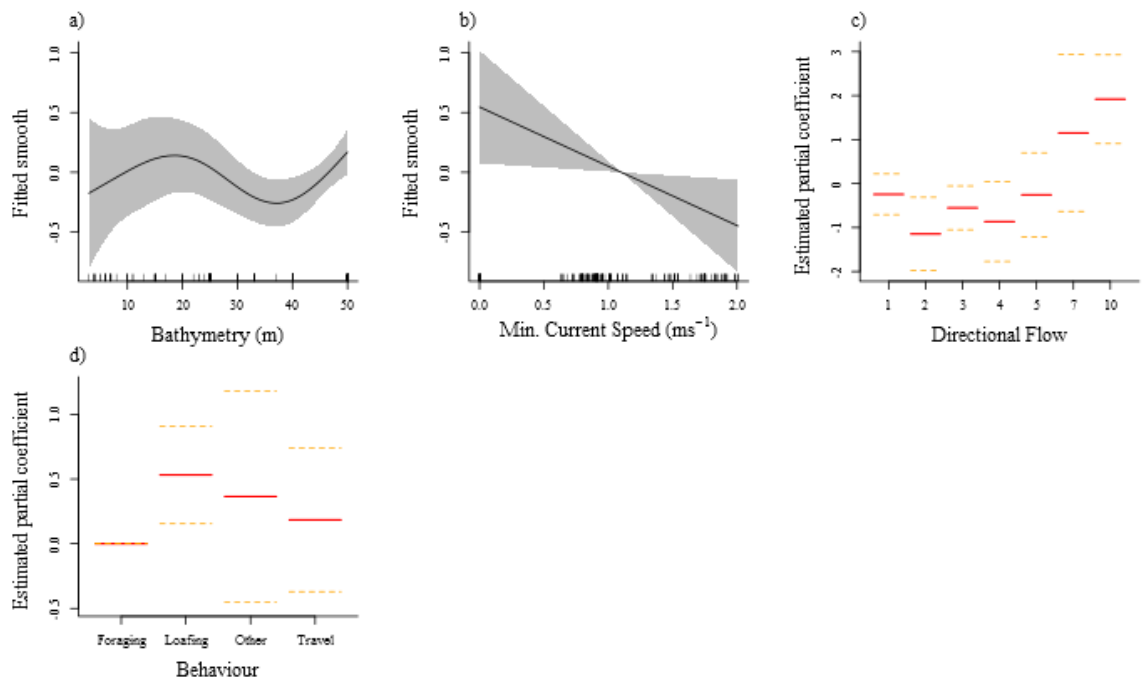 a)
Fitted smooth
1.0
0.5
0.0
-0.5
10 20 30 40 50
Bathymetry (m)
b)
Fitted smooth
1.0
0.5
0.0
-0.5
0.0 0.5 1.0 1.5 2.0
Min. Current Speed (ms⁻¹)
c)
Estimated partial coefficient
3
2
1
0
-1
-2
1 2 3 4 5 7 10
Directional Flow
d)
Estimated partial coefficient
1.0
0.5
0.0
-0.5
Foraging Loafing Other Travel
Behaviour